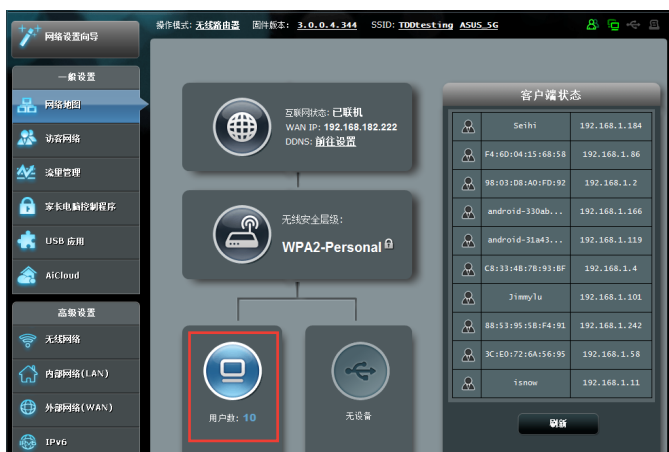 操作模式: 无线路由器 固件版本: 3.0.0.4.344 SSID: TDDtesting ASUS_5G
网络设置向导
一般设置
网络地图
访客网络
流量管理
家长电脑控制程序
USB 应用
AiCloud
高级设置
无线网络
内部网络(LAN)
外部网络(WAN)
IPv6
互联网状态: 已联机
WAN IP: 192.168.182.222
DDNS: 前往设置
无线安全层级:
WPA2-Personal
用户数: 10
无设备
客户端状态
Seihi 192.168.1.184
F4:6D:04:15:68:58 192.168.1.86
98:03:D8:A0:FD:92 192.168.1.2
android-330ab... 192.168.1.166
android-31a43... 192.168.1.119
C8:33:4B:7B:93:BF 192.168.1.4
Jimmylu 192.168.1.101
88:53:95:5B:F4:91 192.168.1.242
3C:E0:72:6A:56:95 192.168.1.58
isnow 192.168.1.11
刷新